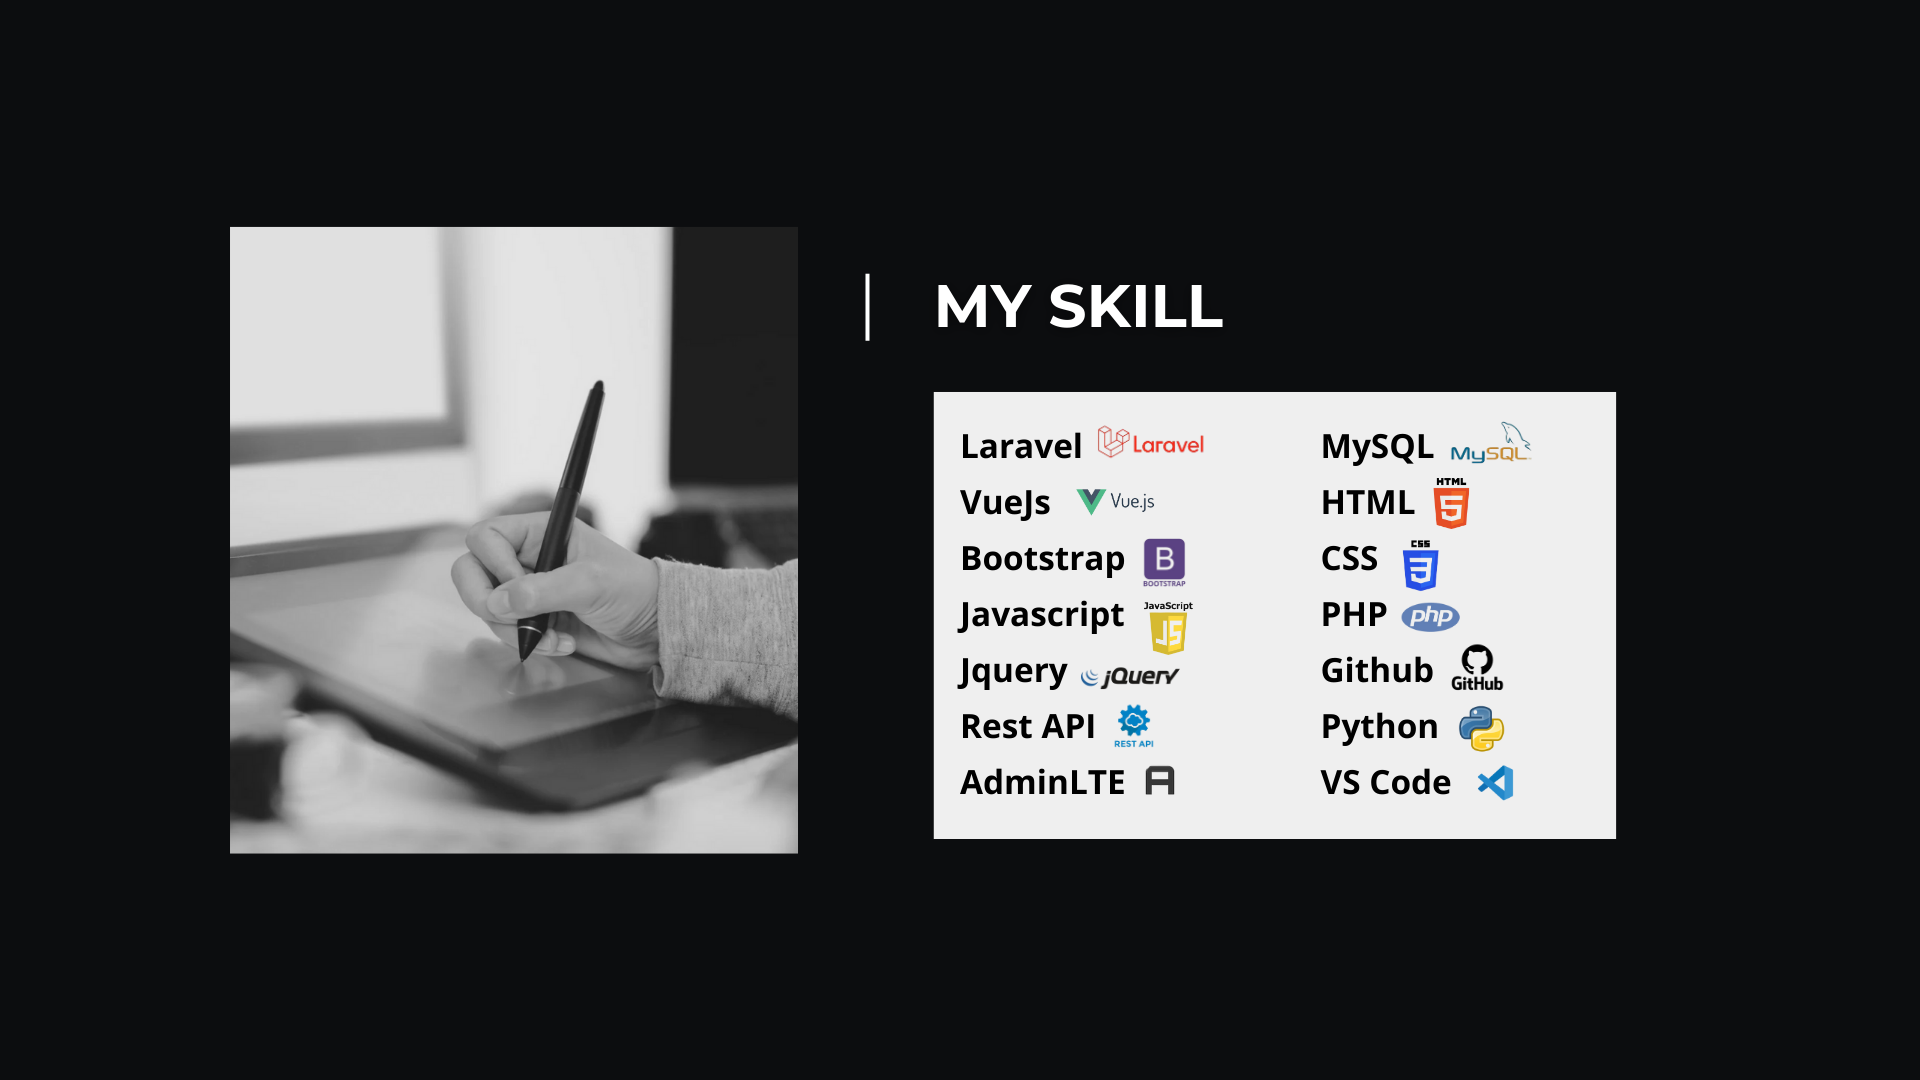 MY SKILL
Laravel Laravel
VueJs Vue.js
Bootstrap B BOOTSTRAP
Javascript JavaScript JS
Jquery jQuery
Rest API REST API
AdminLTE A
MySQL MySQL
HTML HTML 5
CSS CSS 3
PHP php
Github GitHub
Python
VS Code